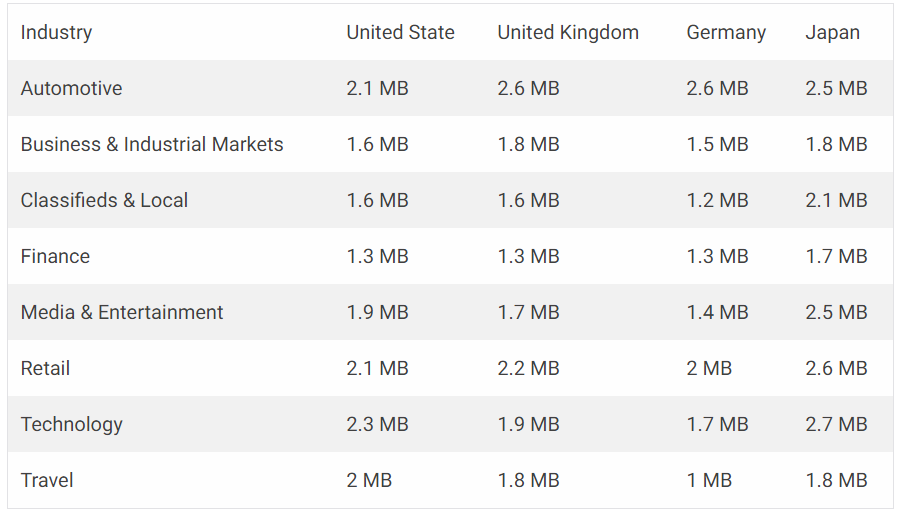 Industry United State United Kingdom Germany Japan
Automotive 2.1 MB 2.6 MB 2.6 MB 2.5 MB
Business & Industrial Markets 1.6 MB 1.8 MB 1.5 MB 1.8 MB
Classifieds & Local 1.6 MB 1.6 MB 1.2 MB 2.1 MB
Finance 1.3 MB 1.3 MB 1.3 MB 1.7 MB
Media & Entertainment 1.9 MB 1.7 MB 1.4 MB 2.5 MB
Retail 2.1 MB 2.2 MB 2 MB 2.6 MB
Technology 2.3 MB 1.9 MB 1.7 MB 2.7 MB
Travel 2 MB 1.8 MB 1 MB 1.8 MB